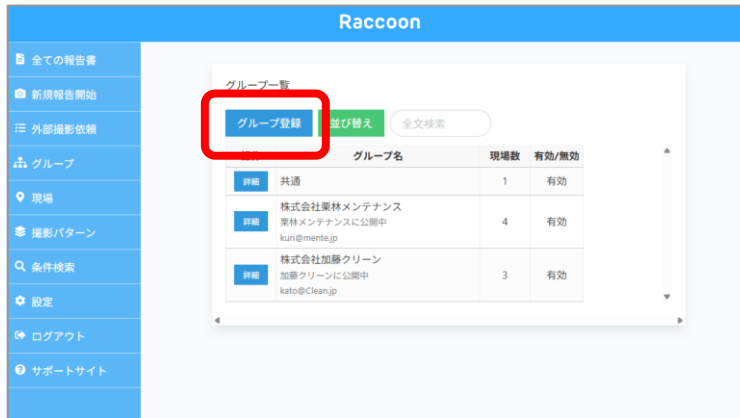 Raccoon
全ての報告書
新規報告開始
外部撮影依頼
グループ
現場
撮影パターン
条件検索
設定
ログアウト
サポートサイト
グループ一覧
グループ登録 並び替え 全文検索
グループ名 現場数 有効/無効
詳細 共通 1 有効
株式会社栗林メンテナンス
詳細 栗林メンテナンスに公開中 4 有効
kuri@mente.jp
株式会社加藤クリーン
詳細 加藤クリーンに公開中 3 有効
kato@Clean.jp